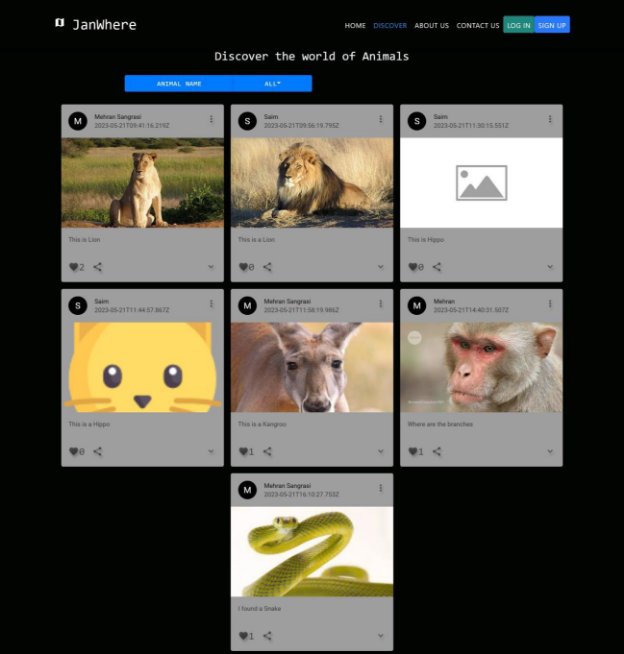 JanWhere
HOME DISCOVER ABOUT US CONTACT US LOG IN SIGN UP
Discover the world of Animals
ANIMAL NAME ALL*
M Mehran Sangrasi
2023-05-21T09:41:16.219Z
This is Lion
2
S Saim
2023-05-21T09:56:19.795Z
This is a Lion
0
S Saim
2023-05-21T11:30:15.551Z
This is Hippo
0
S Saim
2023-05-21T11:44:57.867Z
This is a Hippo
0
M Mehran Sangrasi
2023-05-21T11:58:19.986Z
This is a Kangroo
1
M Mehran
2023-05-21T14:40:31.507Z
Where are the branches
1
M Mehran Sangrasi
2023-05-21T16:10:27.753Z
I found a Snake
1